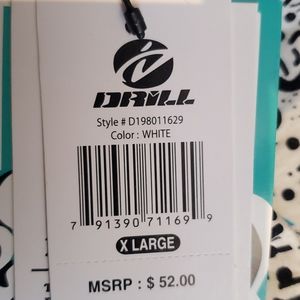 DRILL
Style # D198011629
Color : WHITE
7 91390 71169 9
X LARGE
MSRP : $ 52.00